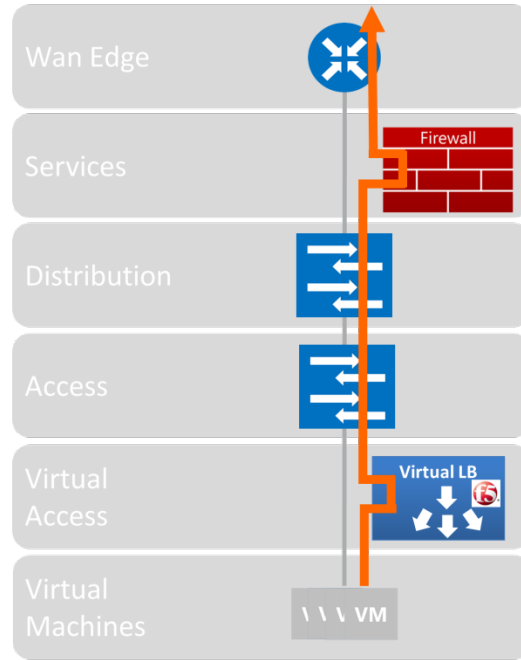 Wan Edge
Services
Firewall
Distribution
Access
Virtual
Access
Virtual LB
f5
Virtual
Machines
VM